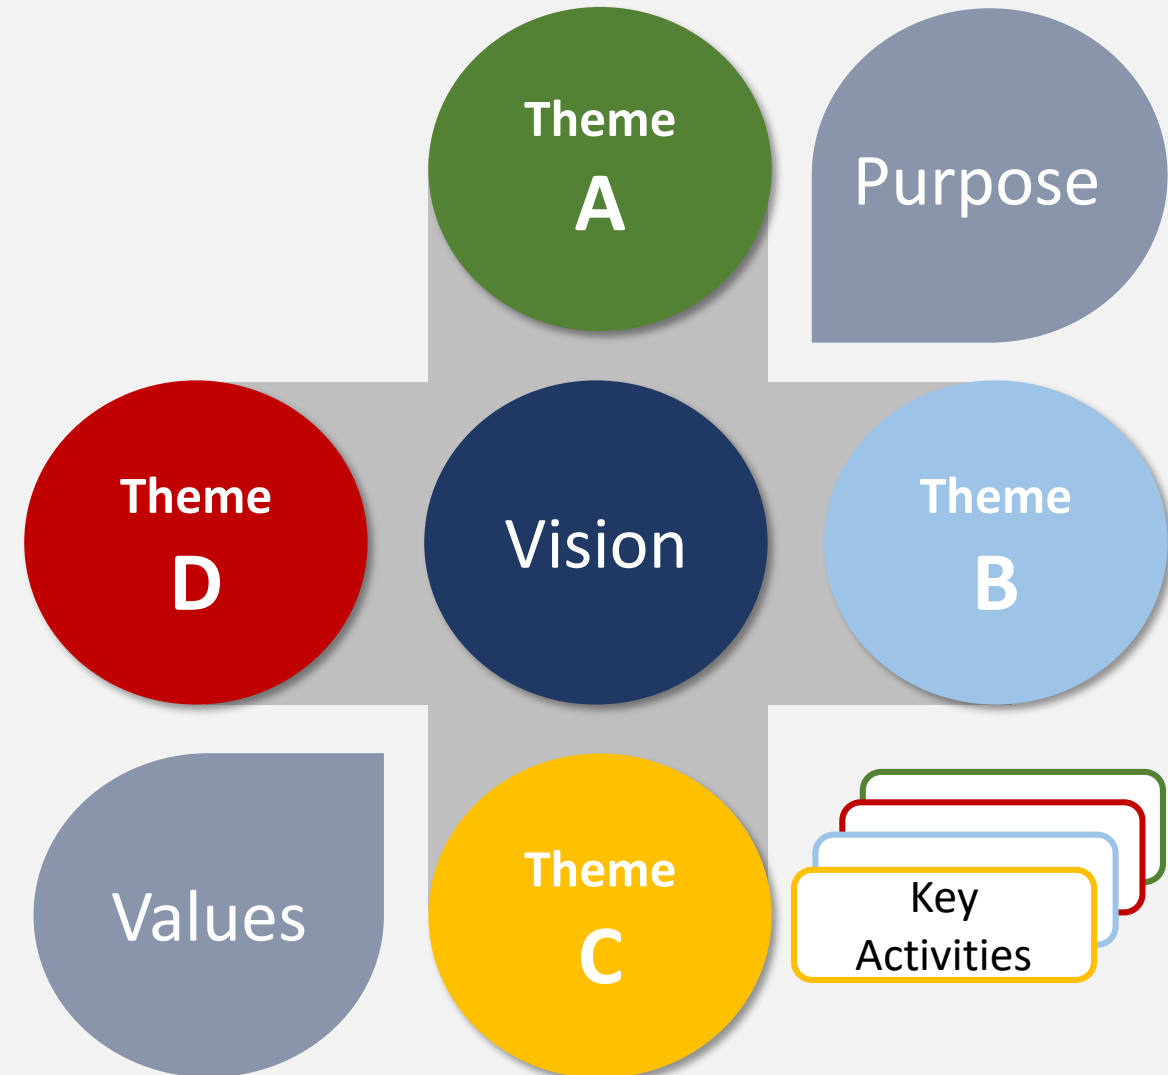 Theme
A
Purpose
Theme
D
Vision
Theme
B
Values
Theme
C
Key
Activities